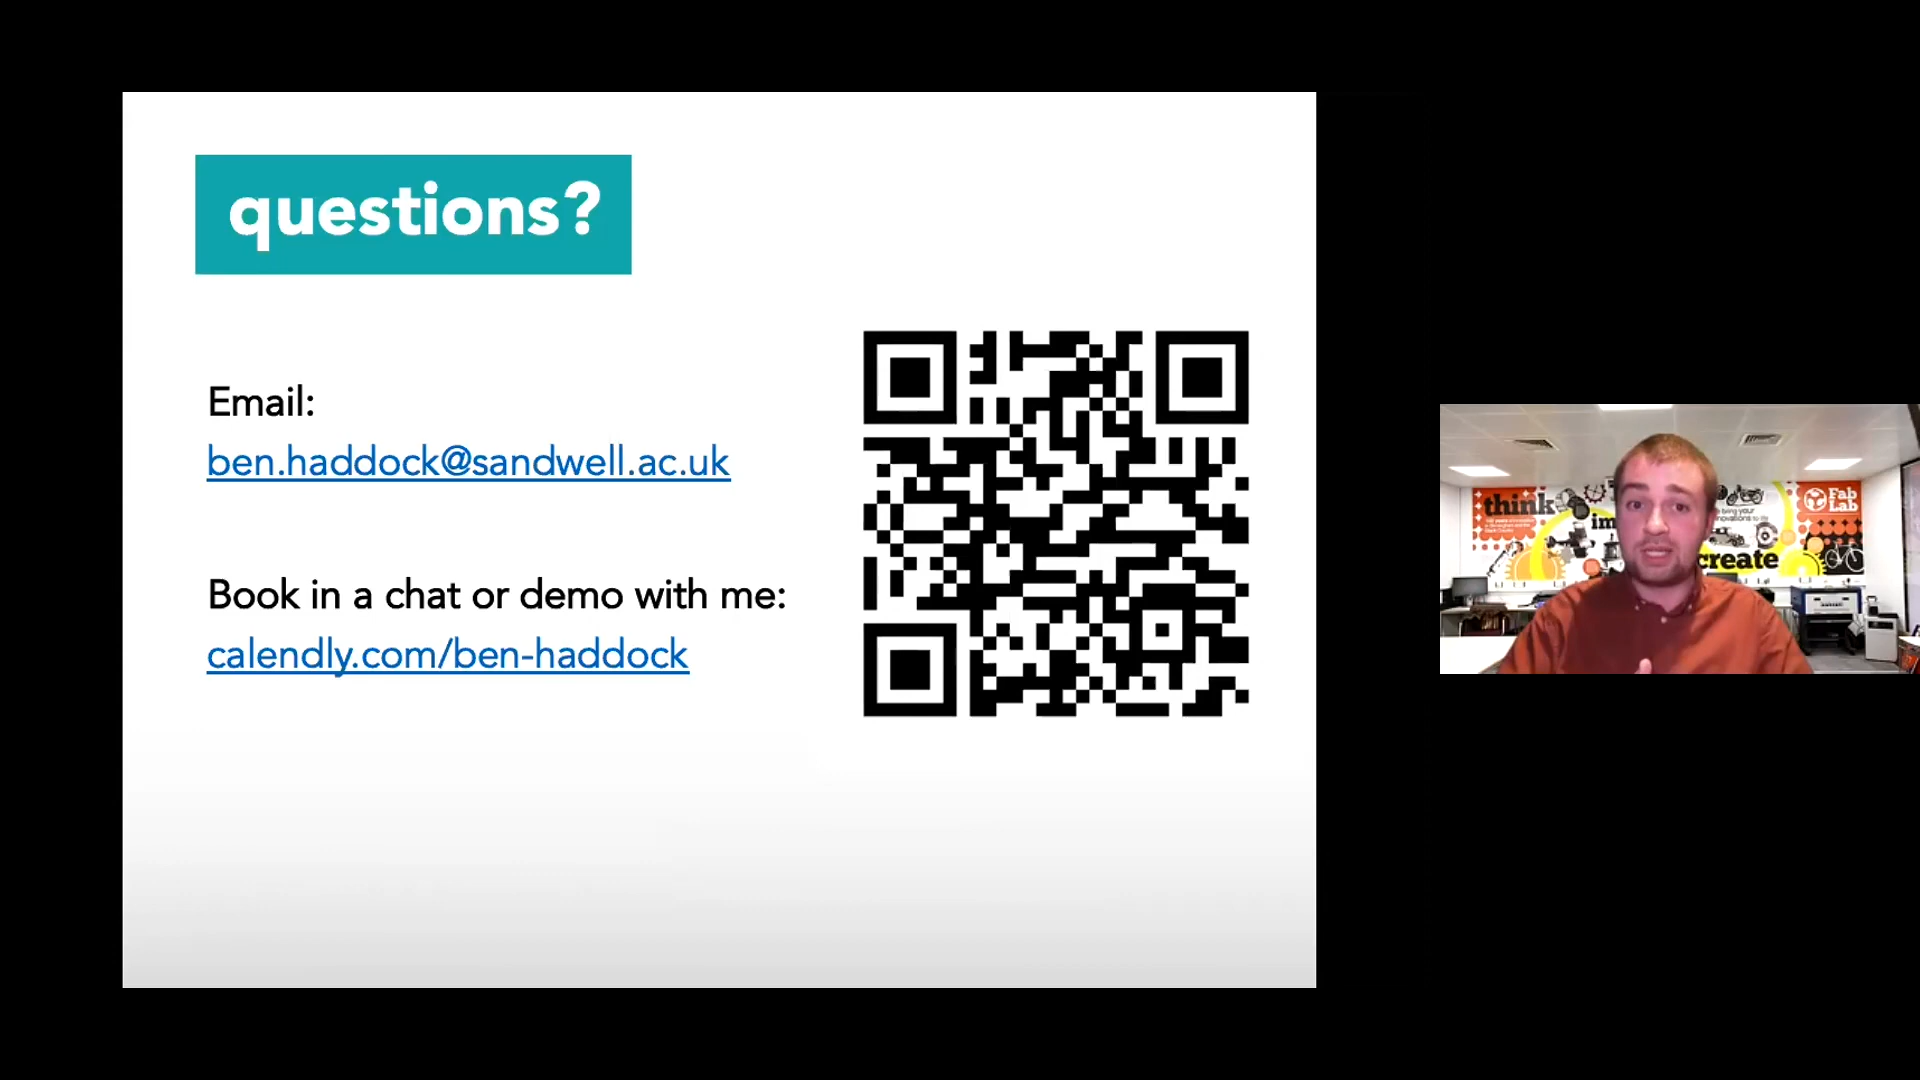 questions?
Email:
ben.haddock@sandwell.ac.uk
Book in a chat or demo with me:
calendly.com/ben-haddock
think
im
create
Fab
Lab